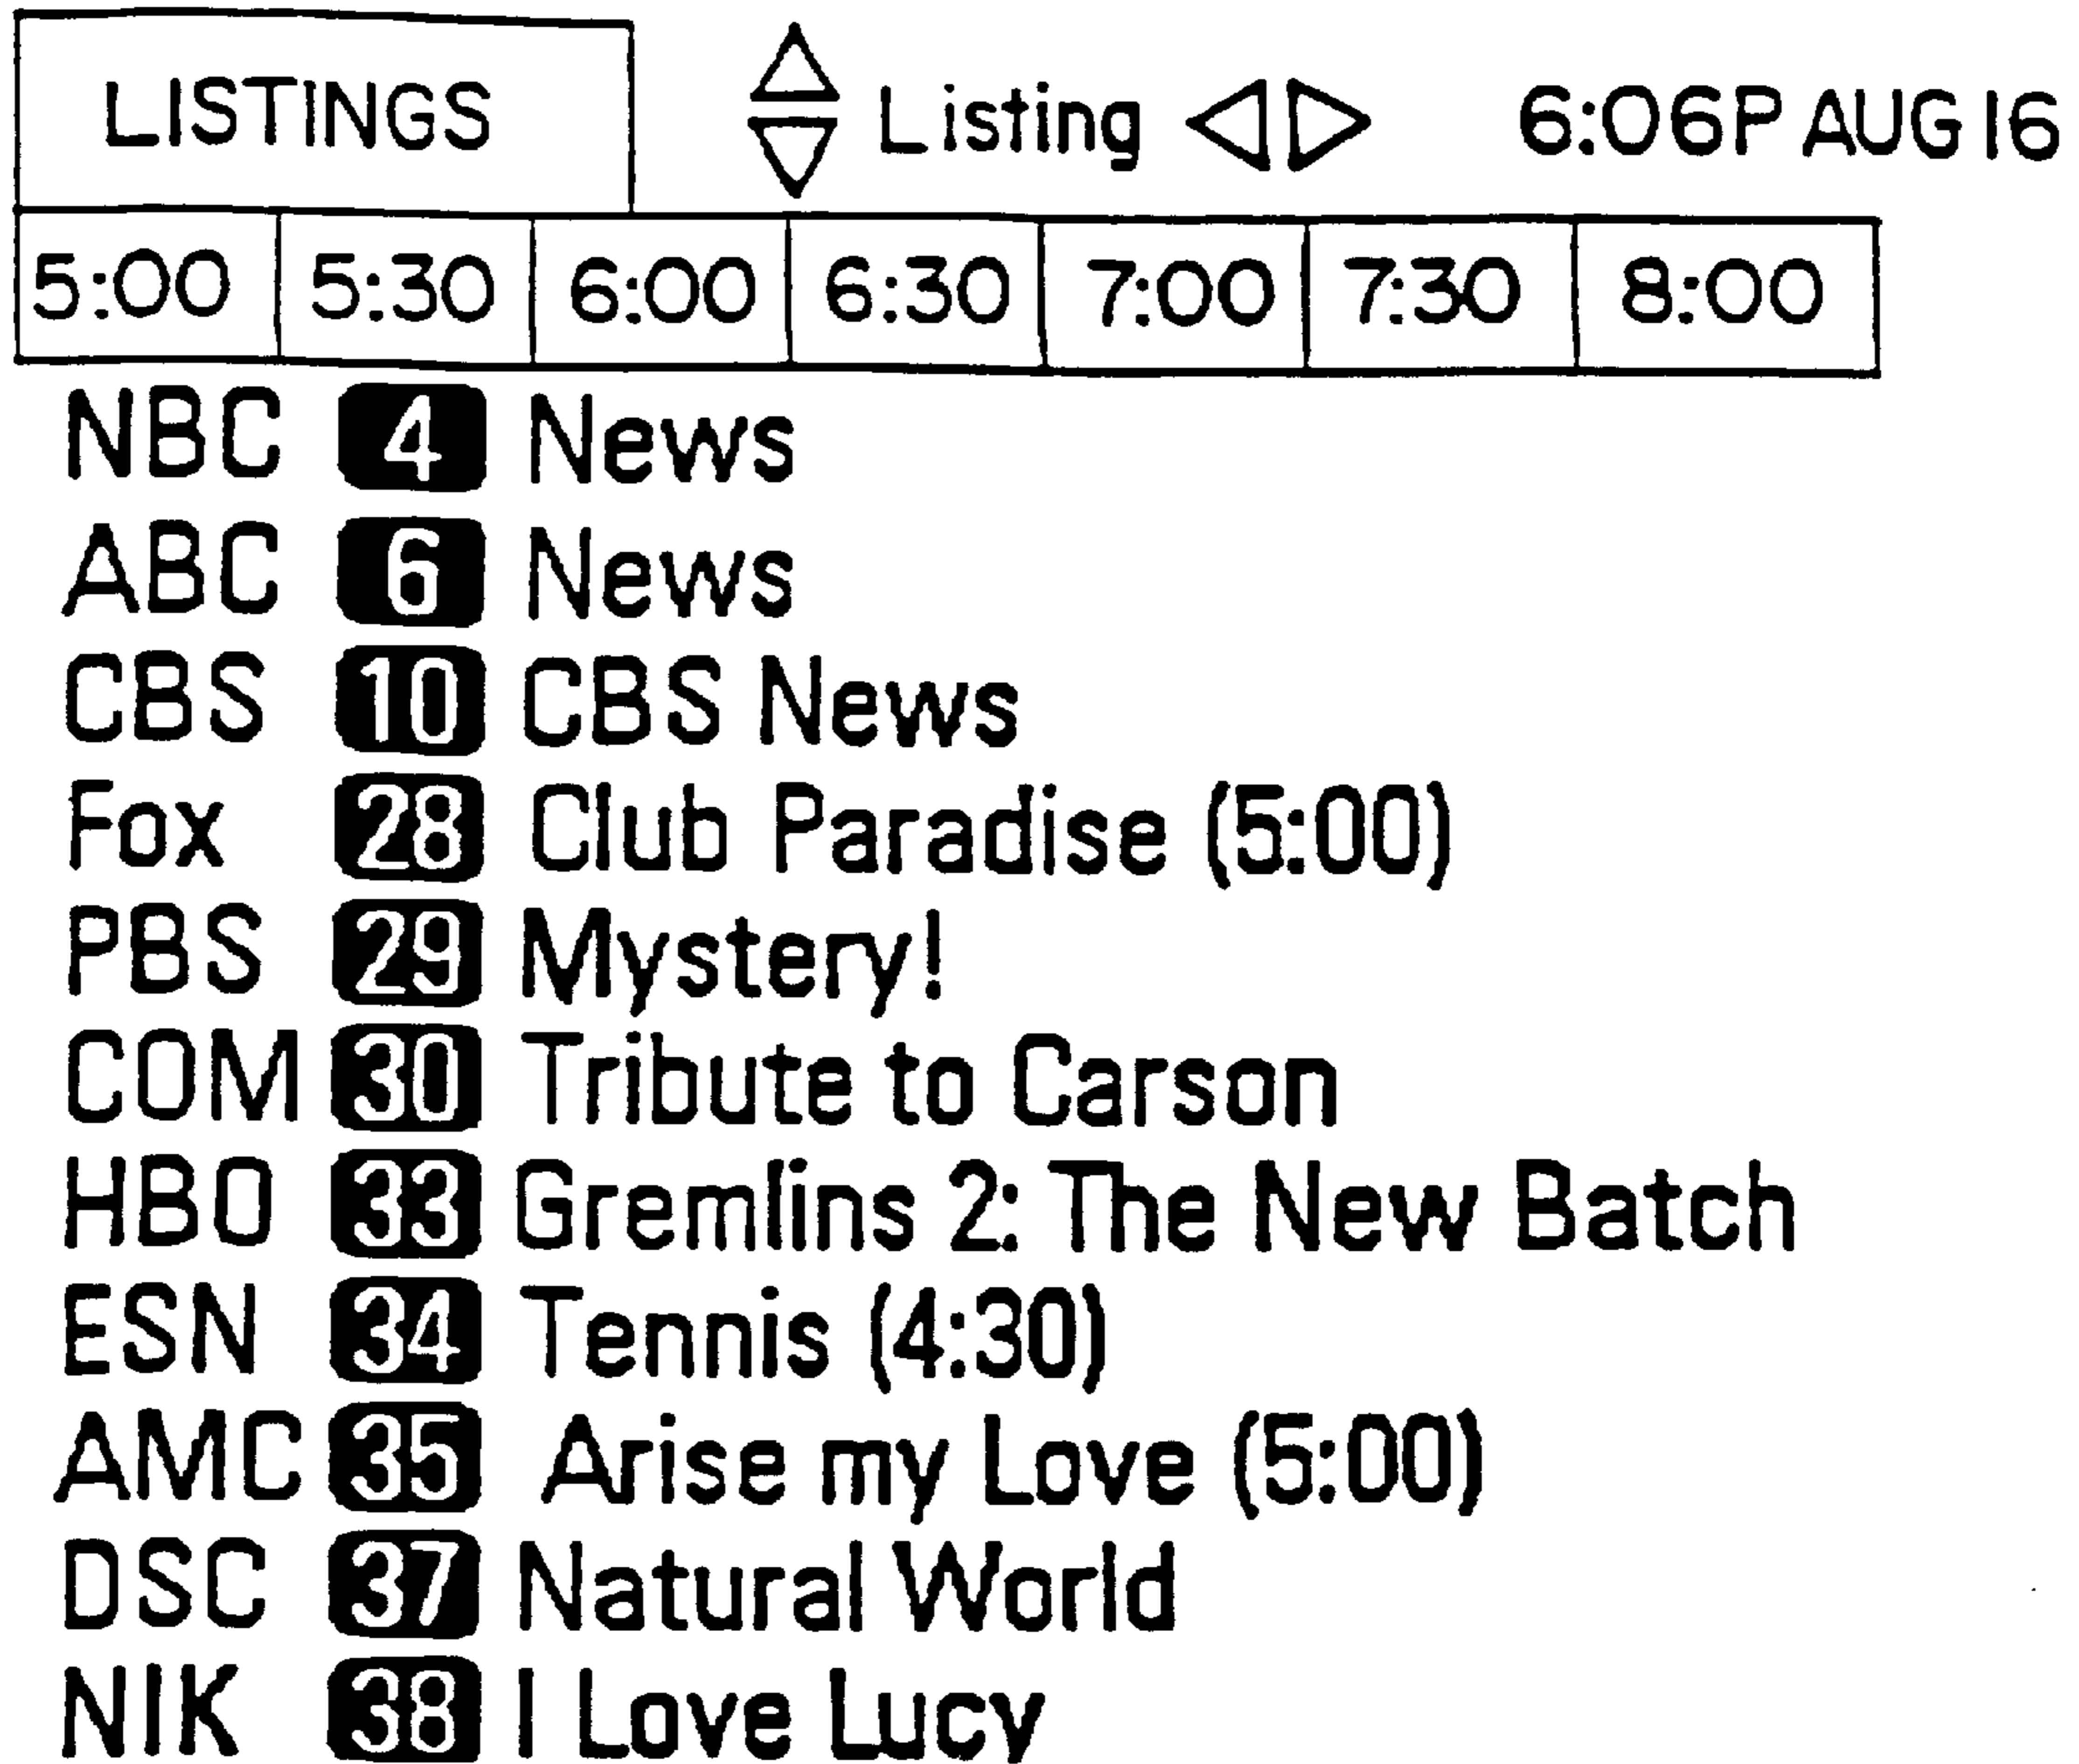 LISTINGS Listing 6:06P AUG 16
5:00 5:30 6:00 6:30 7:00 7:30 8:00
NBC 4 News
ABC 6 News
CBS 10 CBS News
Fox 28 Club Paradise (5:00)
PBS 29 Mystery!
COM 30 Tribute to Carson
HBO 33 Gremlins 2: The New Batch
ESN 34 Tennis (4:30)
AMC 35 Arise my Love (5:00)
DSC 37 Natural World
NIK 38 I Love Lucy